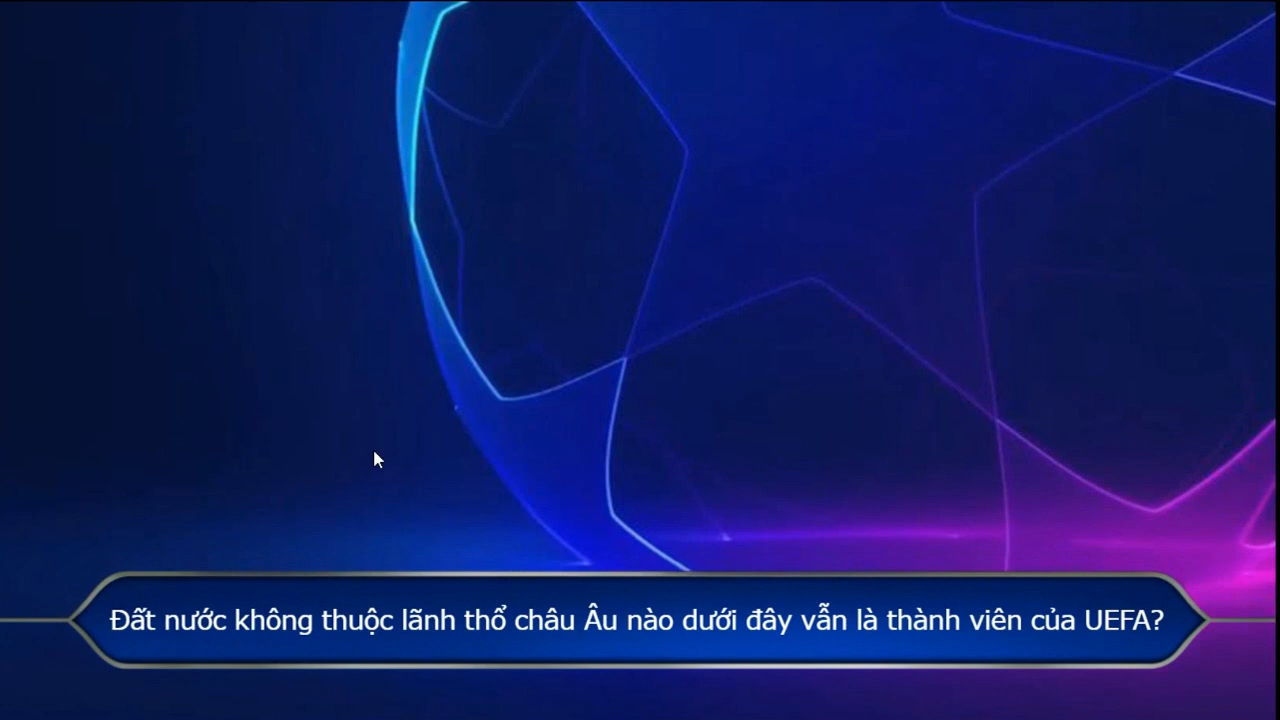 Đất nước không thuộc lãnh thổ châu Âu nào dưới đây vẫn là thành viên của UEFA?